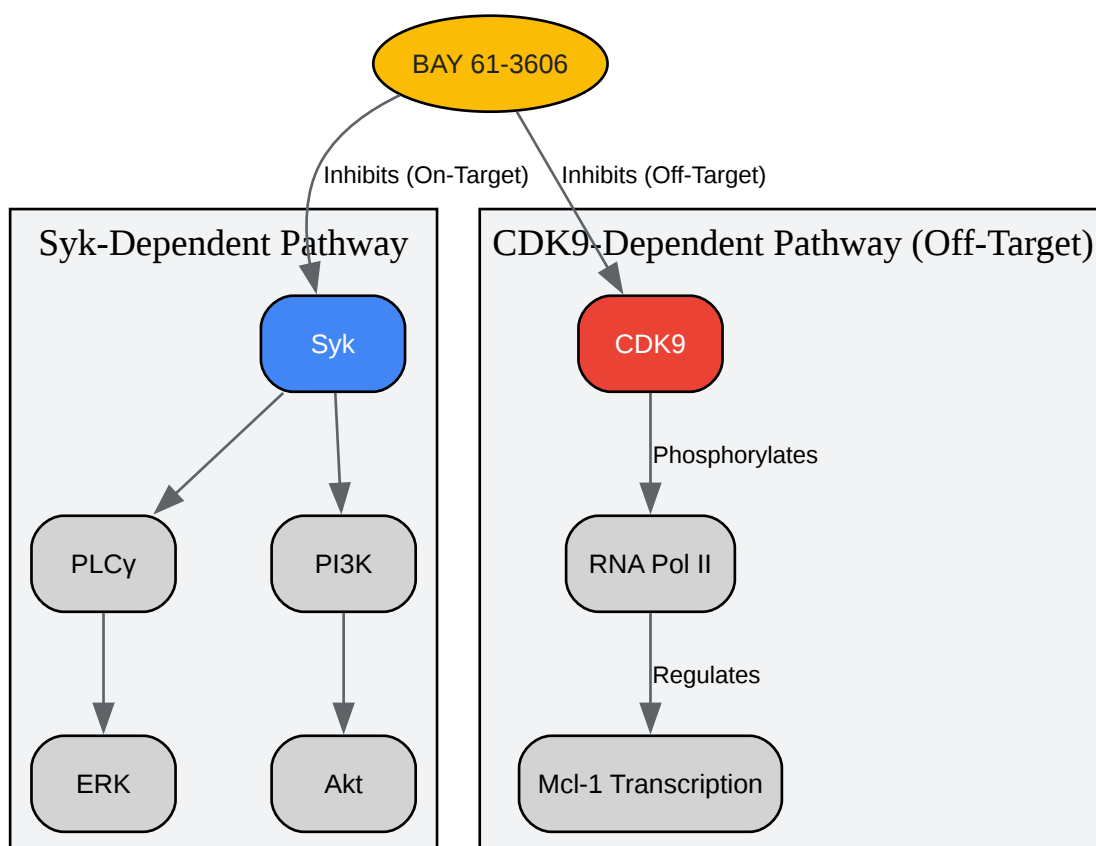 BAY 61-3606
Inhibits (On-Target)
Inhibits (Off-Target)
Syk-Dependent Pathway
CDK9-Dependent Pathway (Off-Target)
Syk
CDK9
Phosphorylates
PLCγ
PI3K
RNA Pol II
Regulates
ERK
Akt
Mcl-1 Transcription